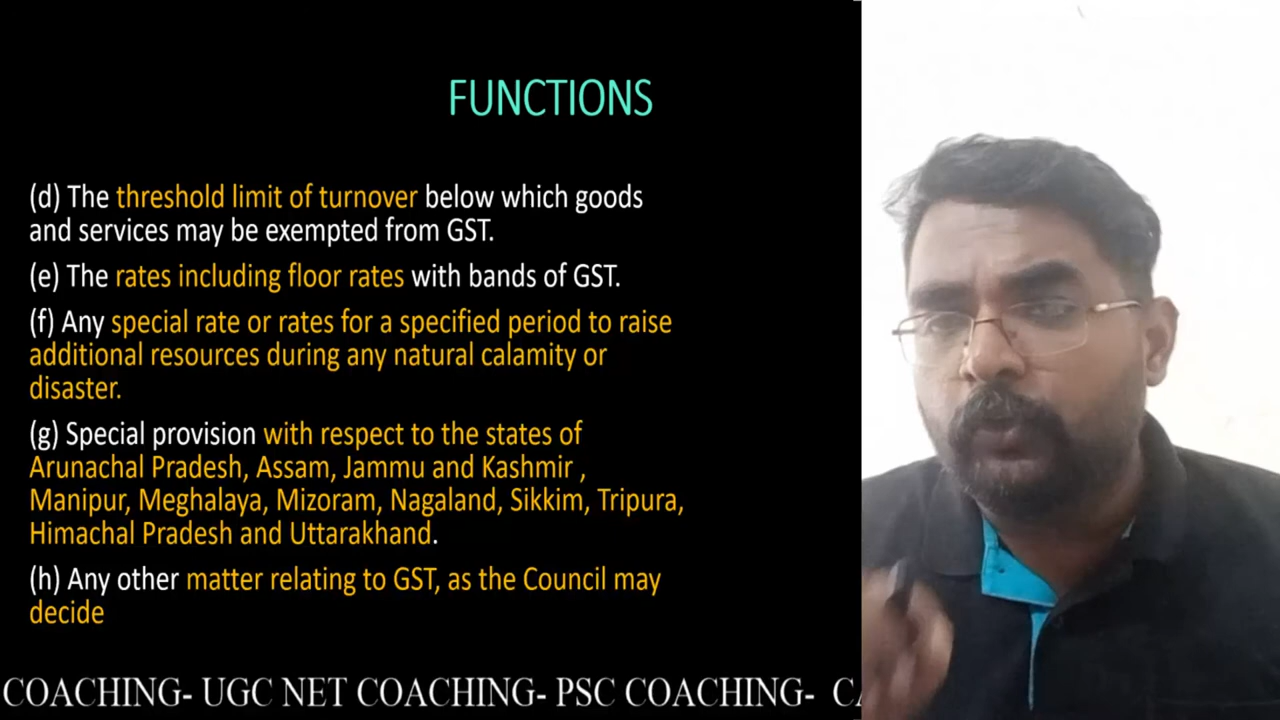 FUNCTIONS
(d) The threshold limit of turnover below which goods
and services may be exempted from GST.
(e) The rates including floor rates with bands of GST.
(f) Any special rate or rates for a specified period to raise
additional resources during any natural calamity or
disaster.
(g) Special provision with respect to the states of
Arunachal Pradesh, Assam, Jammu and Kashmir ,
Manipur, Meghalaya, Mizoram, Nagaland, Sikkim, Tripura,
Himachal Pradesh and Uttarakhand.
(h) Any other matter relating to GST, as the Council may
decide
COACHING- UGC NET COACHING- PSC COACHING-